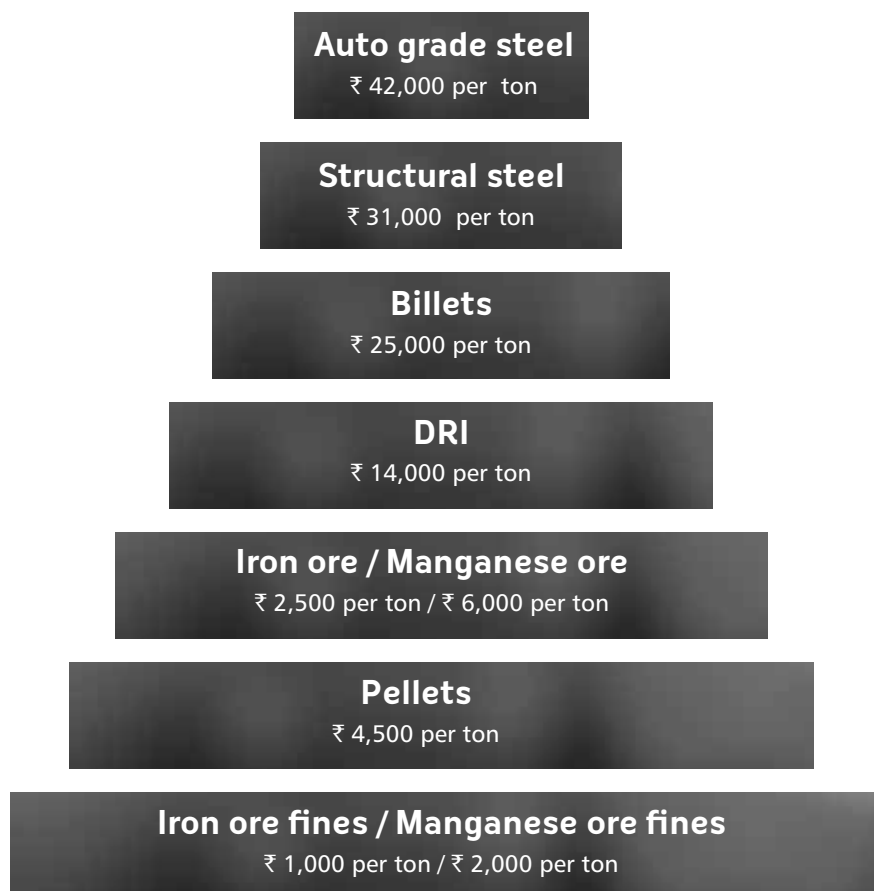 Auto grade steel
₹ 42,000 per ton
Structural steel
₹ 31,000 per ton
Billets
₹ 25,000 per ton
DRI
₹ 14,000 per ton
Iron ore / Manganese ore
₹ 2,500 per ton / ₹ 6,000 per ton
Pellets
₹ 4,500 per ton
Iron ore fines / Manganese ore fines
₹ 1,000 per ton / ₹ 2,000 per ton